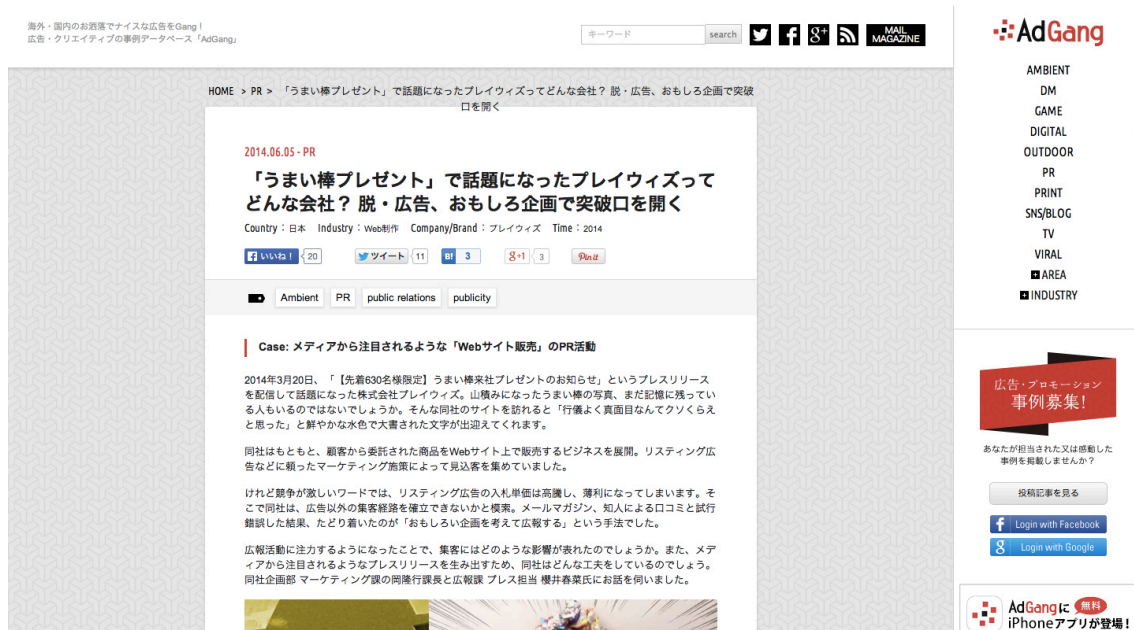 海外・国内のお洒落でナイスな広告をGang！
広告・クリエイティブの事例データベース「AdGang」
キーワード
search
MAIL
MAGAZINE
HOME > PR > 「うまい棒プレゼント」で話題になったプレイウィズってどんな会社？ 脱・広告、おもしろ企画で突破
口を開く
2014.06.05 - PR
「うまい棒プレゼント」で話題になったプレイウィズって
どんな会社？ 脱・広告、おもしろ企画で突破口を開く
Country：日本 Industry：Web制作 Company/Brand：プレイウィズ Time：2014
いいね！ 20 ツイート 11 B! 3 g+1 3 Pin it
Ambient PR public relations publicity
Case: メディアから注目されるような「Webサイト販売」のPR活動
2014年3月20日、「【先着630名様限定】うまい棒来社プレゼントのお知らせ」というプレスリリース
を配信して話題になった株式会社プレイウィズ。山積みになったうまい棒の写真、まだ記憶に残ってい
る人もいるのではないでしょうか。そんな同社のサイトを訪れると「行儀よく真面目なんてクソくらえ
と思った」と鮮やかな水色で大書された文字が出迎えてくれます。
同社はもともと、顧客から委託された商品をWebサイト上で販売するビジネスを展開。リスティング広
告などに頼ったマーケティング施策によって見込客を集めていました。
けれど競争が激しいワードでは、リスティング広告の入札単価は高騰し、薄利になってしまいます。そ
こで同社は、広告以外の集客経路を確立できないかと模索。メールマガジン、知人による口コミと試行
錯誤した結果、たどり着いたのが「おもしろい企画を考えて広報する」という手法でした。
広報活動に注力するようになったことで、集客にはどのような影響が表れたのでしょうか。また、メデ
ィアから注目されるようなプレスリリースを生み出すため、同社はどんな工夫をしているのでしょう。
同社企画部 マーケティング課の岡隆行課長と広報課 プレス担当 櫻井春菜氏にお話を伺いました。
AdGang
AMBIENT
DM
GAME
DIGITAL
OUTDOOR
PR
PRINT
SNS/BLOG
TV
VIRAL
AREA
INDUSTRY
広告・プロモーション
事例募集！
あなたが担当された又は感動した
事例を掲載しませんか？
投稿記事を見る
Login with Facebook
Login with Google
AdGangに 無料
iPhoneアプリが登場！